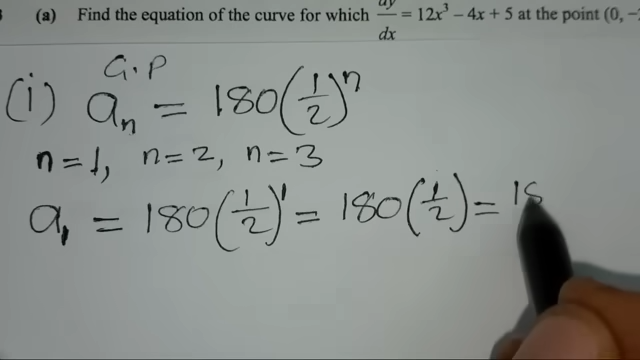 (a) Find the equation of the curve for which dy/dx = 12x³ − 4x + 5 at the point (0, −
G.P
(i) aₙ = 180(1/2)ⁿ
n=1, n=2, n=3
a₁ = 180(1/2)¹ = 180(1/2) = 18